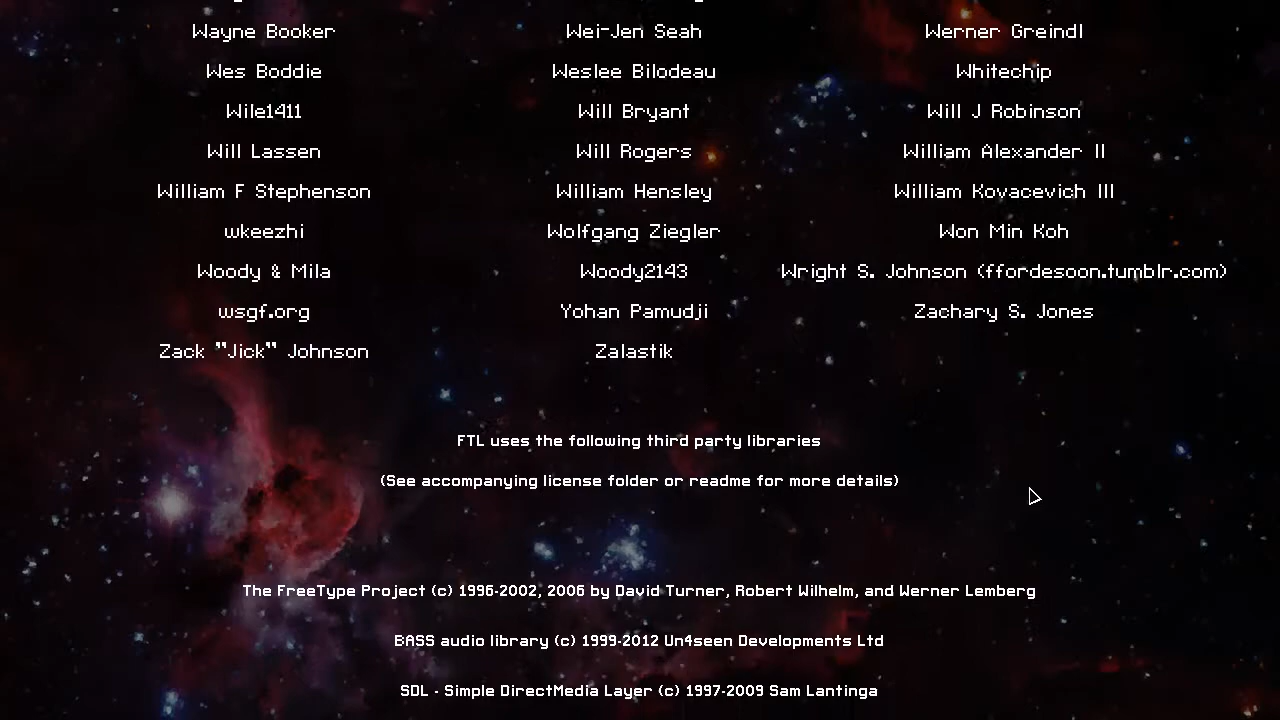 Wayne Booker Wei-Jen Seah Werner Greindl
Wes Boddie Weslee Bilodeau Whitechip
Wile1411 Will Bryant Will J Robinson
Will Lassen Will Rogers William Alexander II
William F Stephenson William Hensley William Kovacevich III
wkeezhi Wolfgang Ziegler Won Min Koh
Woody & Mila Woody2143 Wright S. Johnson (ffordesoon.tumblr.com)
wsgf.org Yohan Pamudji Zachary S. Jones
Zack "Jick" Johnson Zalastik
FTL uses the following third party libraries
(See accompanying license folder or readme for more details)
The FreeType Project (c) 1996-2002, 2006 by David Turner, Robert Wilhelm, and Werner Lemberg
BASS audio library (c) 1999-2012 Un4seen Developments Ltd
SDL - Simple DirectMedia Layer (c) 1997-2009 Sam Lantinga